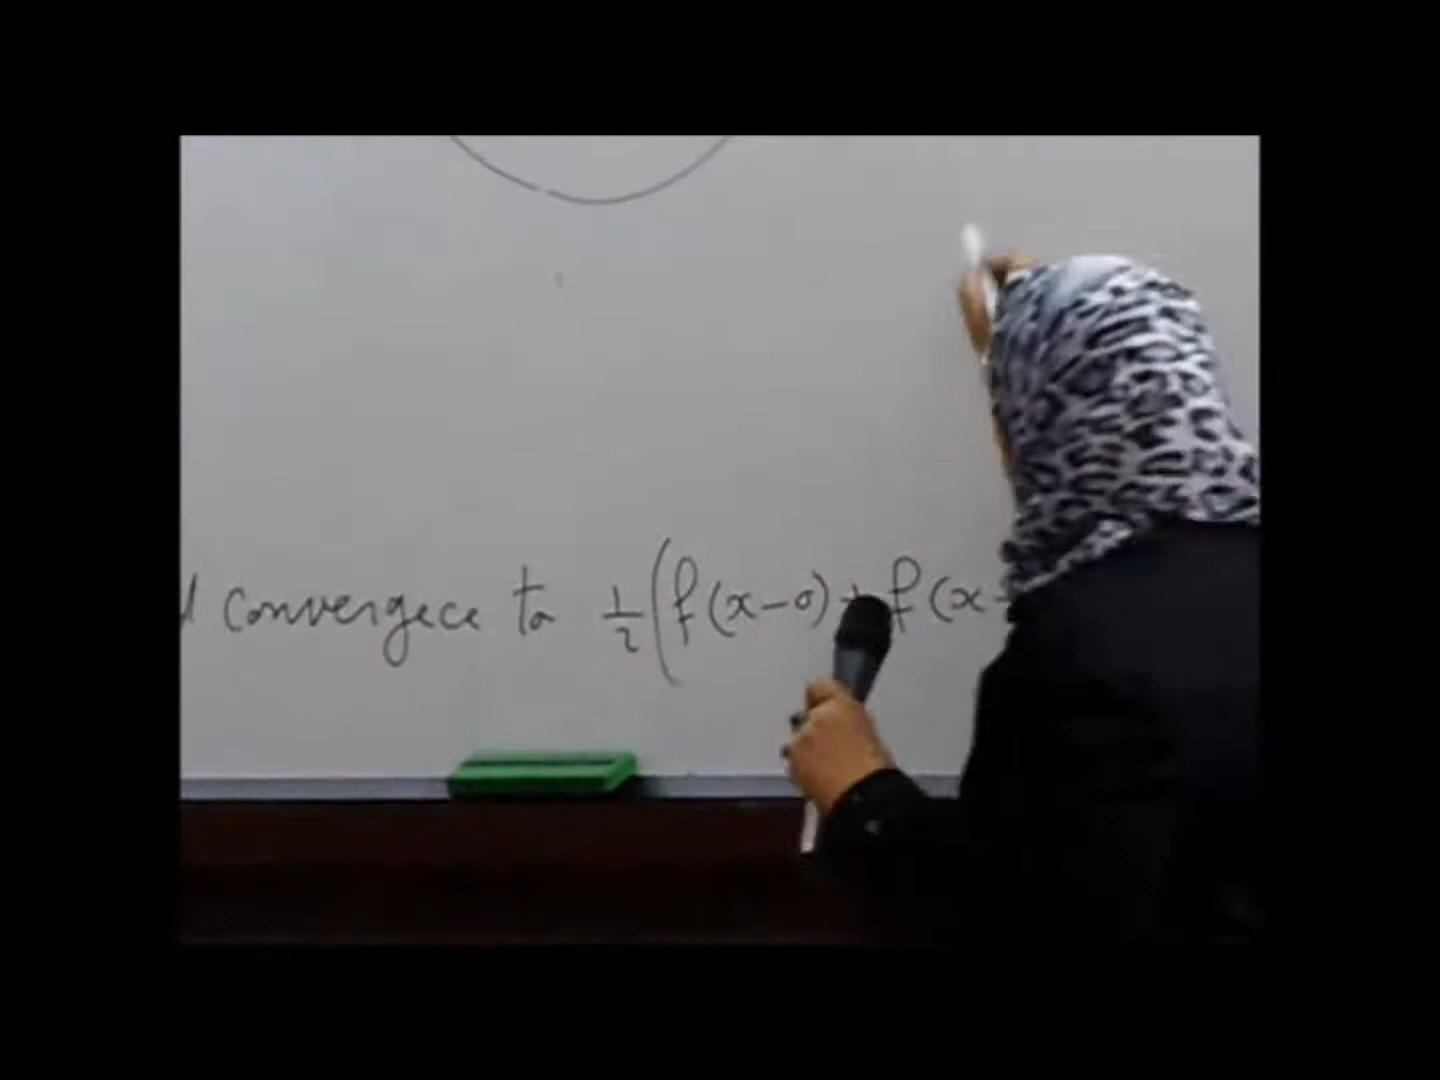 convergece to 1/2 (f(x-0) + f(x